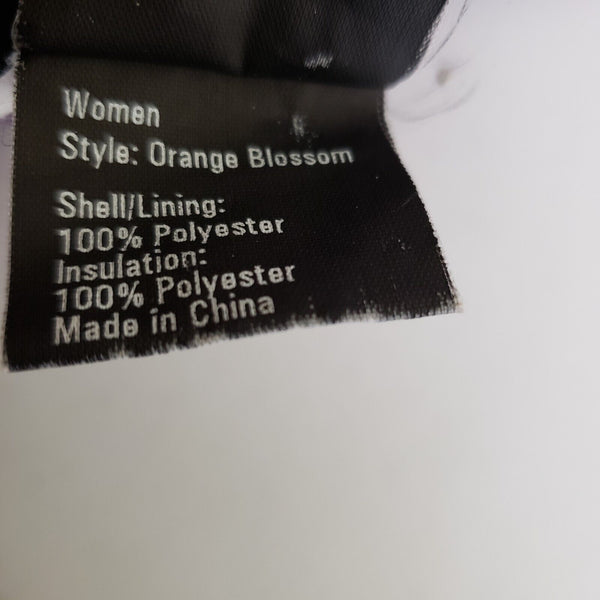 Women
Style: Orange Blossom
Shell/Lining:
100% Polyester
Insulation:
100% Polyester
Made in China